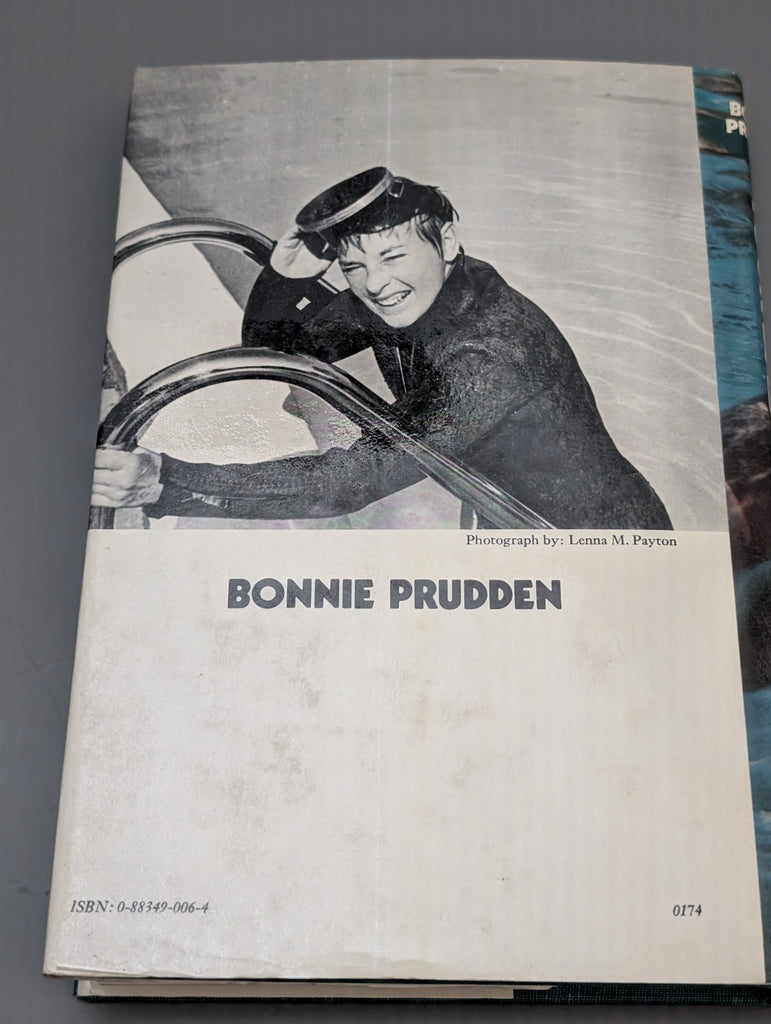 Photograph by: Lenna M. Payton
BONNIE PRUDDEN
ISBN: 0-88349-006-4
0174